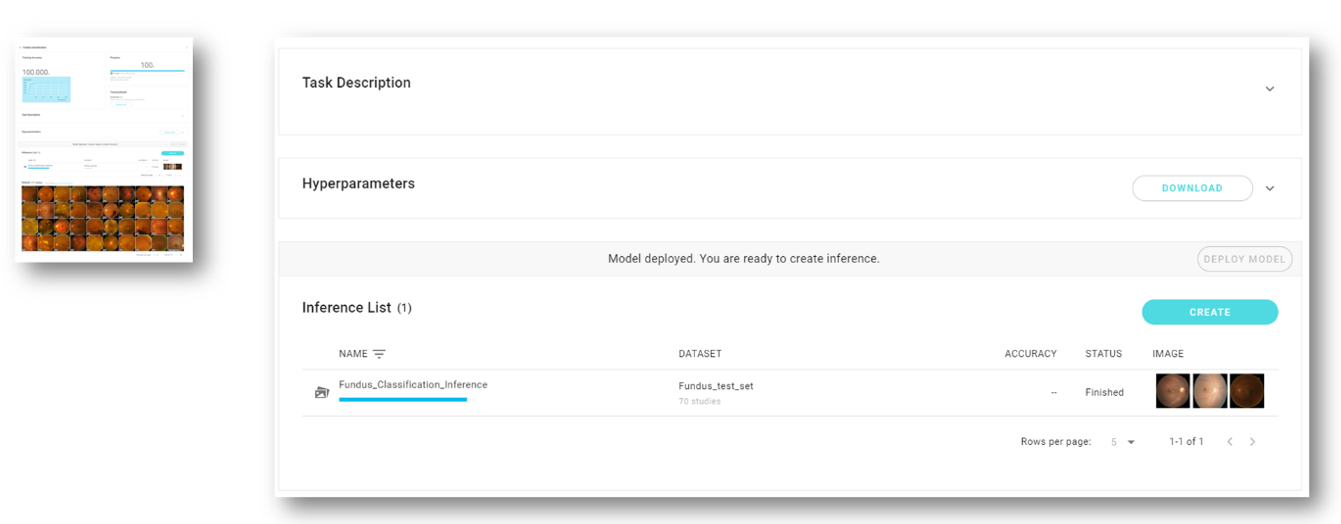 100.
100.000.
Task Description
Hyperparameters
DOWNLOAD
Model deployed. You are ready to create inference.
DEPLOY MODEL
Inference List (1)
CREATE
NAME
DATASET
ACCURACY
STATUS
IMAGE
Fundus_Classification_Inference
Fundus_test_set
--
Finished
70 studies
Rows per page: 5
1-1 of 1